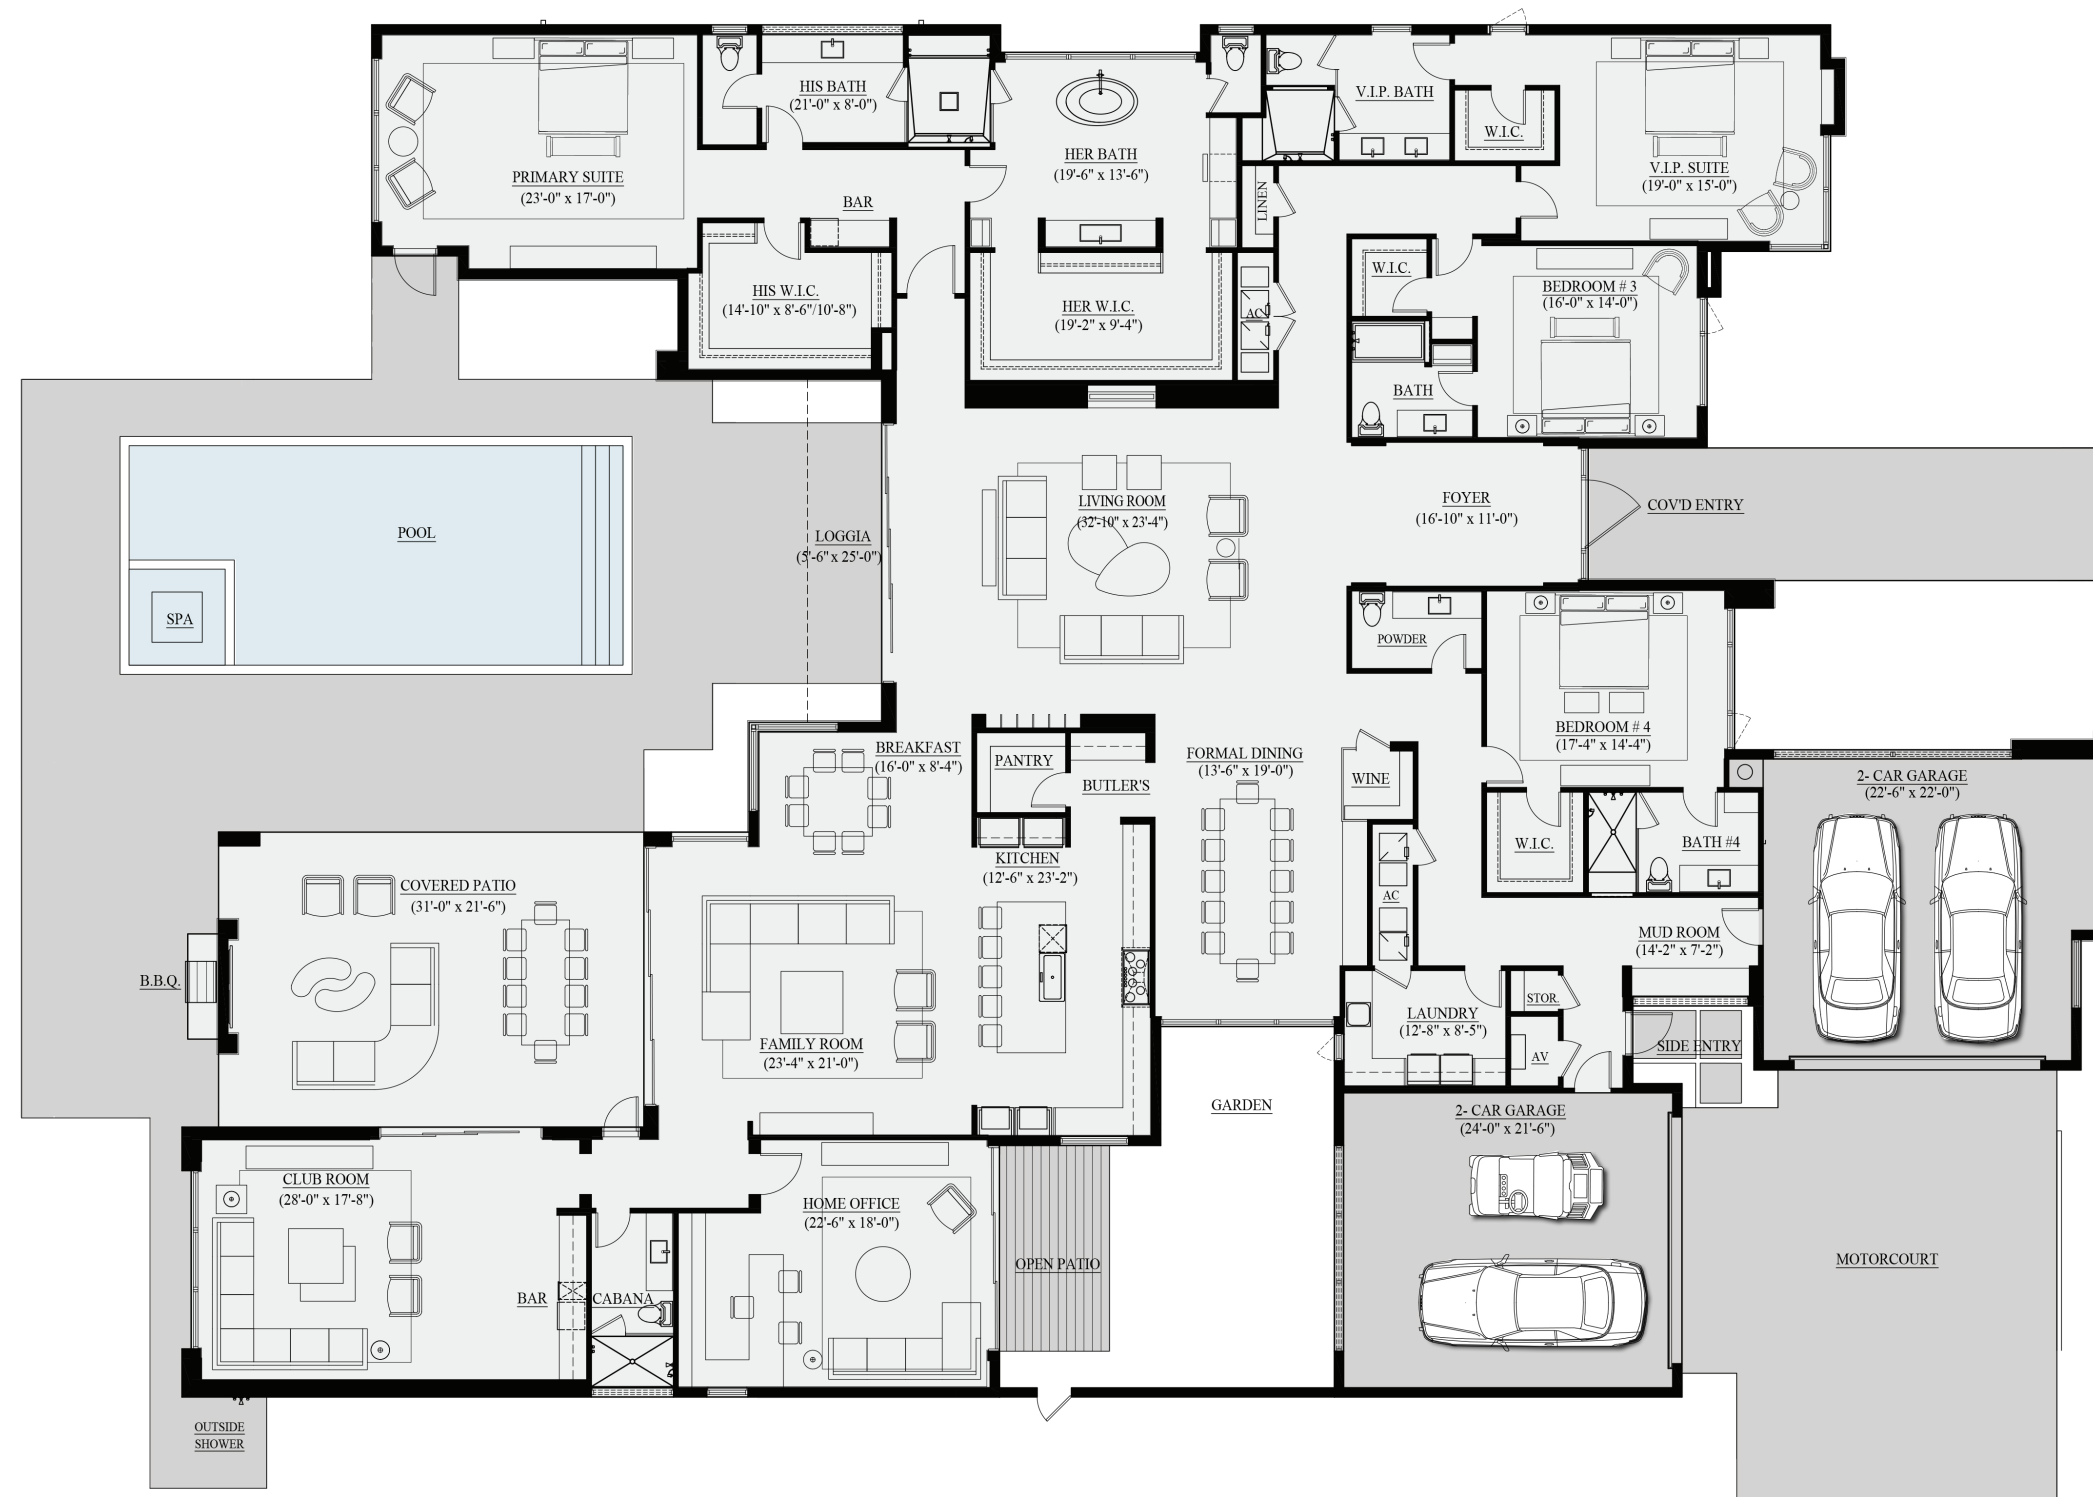 HIS BATH
(21'-0" x 8'-0")
V.I.P. BATH
W.I.C.
HER BATH
(19'-6" x 13'-6")
V.I.P. SUITE
(19'-0" x 15'-0")
PRIMARY SUITE
(23'-0" x 17'-0")
BAR
LINEN
W.I.C.
HIS W.I.C.
(14'-10" x 8'-6"/10'-8")
HER W.I.C.
(19'-2" x 9'-4")
AC
BEDROOM # 3
(16'-0" x 14'-0")
BATH
LIVING ROOM
(32'-10" x 23'-4")
FOYER
(16'-10" x 11'-0")
COV'D ENTRY
POOL
LOGGIA
(5'-6" x 25'-0")
SPA
POWDER
BEDROOM # 4
(17'-4" x 14'-4")
BREAKFAST
(16'-0" x 8'-4")
PANTRY
BUTLER'S
FORMAL DINING
(13'-6" x 19'-0")
WINE
2- CAR GARAGE
(22'-6" x 22'-0")
W.I.C.
BATH #4
KITCHEN
(12'-6" x 23'-2")
COVERED PATIO
(31'-0" x 21'-6")
AC
MUD ROOM
(14'-2" x 7'-2")
B.B.Q.
STOR.
LAUNDRY
(12'-8" x 8'-5")
FAMILY ROOM
(23'-4" x 21'-0")
AV
SIDE ENTRY
GARDEN
2- CAR GARAGE
(24'-0" x 21'-6")
CLUB ROOM
(28'-0" x 17'-8")
HOME OFFICE
(22'-6" x 18'-0")
OPEN PATIO
MOTORCOURT
BAR
CABANA
OUTSIDE
SHOWER